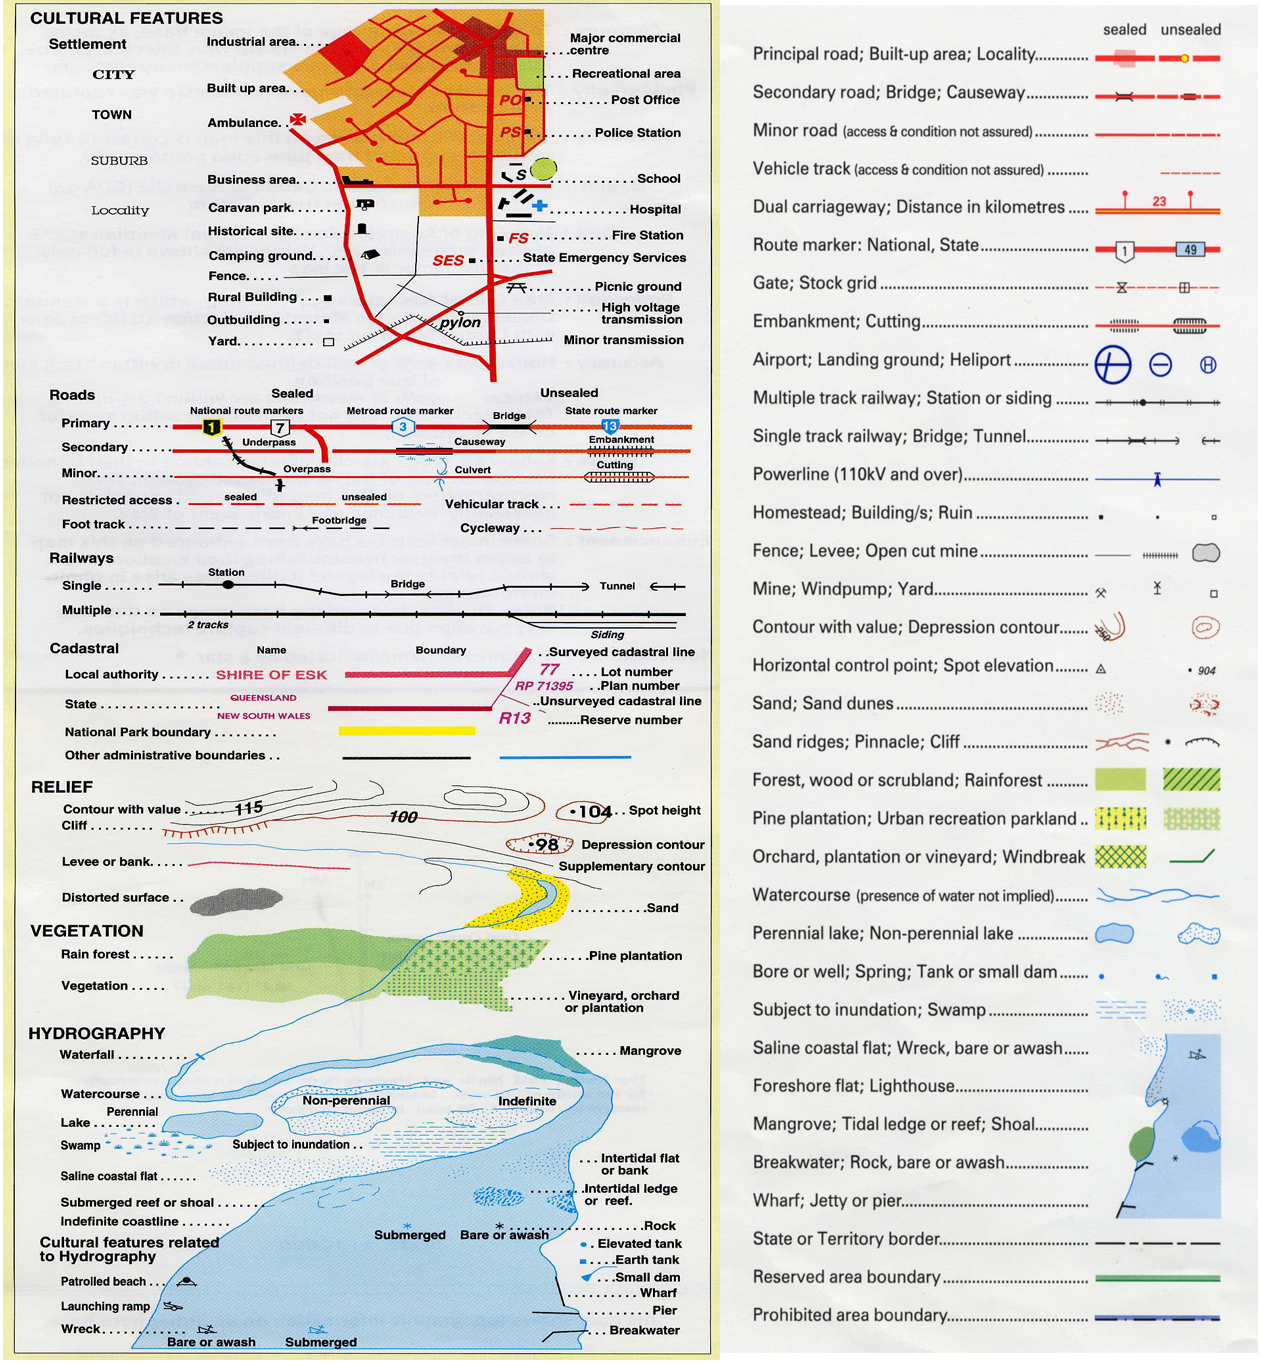 CULTURAL FEATURES
Settlement
CITY
TOWN
SUBURB
Locality
Industrial area
Built up area
Ambulance
Business area
Caravan park
Historical site
Camping ground
Fence
Rural Building
Outbuilding
Yard
Major commercial
centre
Recreational area
PO Post Office
PS Police Station
S School
Hospital
FS Fire Station
SES State Emergency Services
Picnic ground
High voltage
transmission
pylon
Minor transmission
Roads
Sealed
Unsealed
National route markers
Metroad route marker
Bridge
State route marker
Primary 1 7 3 13
Secondary Underpass Causeway Embankment
Minor Overpass Culvert Cutting
Restricted access sealed unsealed Vehicular track
Foot track Footbridge Cycleway
Railways
Single Station Bridge Tunnel
Multiple
2 tracks Siding
Cadastral
Name Boundary Surveyed cadastral line
Local authority SHIRE OF ESK 77 Lot number
RP 71395 Plan number
State QUEENSLAND
NEW SOUTH WALES
Unsurveyed cadastral line
R13 Reserve number
National Park boundary
Other administrative boundaries
RELIEF
Contour with value 115 100 104 Spot height
Cliff
98 Depression contour
Levee or bank Supplementary contour
Distorted surface Sand
VEGETATION
Rain forest Pine plantation
Vegetation Vineyard, orchard
or plantation
HYDROGRAPHY
Waterfall Mangrove
Watercourse
Perennial Non-perennial Indefinite
Lake
Swamp Subject to inundation
Saline coastal flat Intertidal flat
or bank
Submerged reef or shoal Intertidal ledge
or reef.
Indefinite coastline Rock
Submerged Bare or awash
Cultural features related
to Hydrography
Elevated tank
Earth tank
Patrolled beach Small dam
Wharf
Launching ramp Pier
Wreck Breakwater
Bare or awash Submerged
sealed unsealed
Principal road; Built-up area; Locality
Secondary road; Bridge; Causeway
Minor road (access & condition not assured)
Vehicle track (access & condition not assured)
Dual carriageway; Distance in kilometres 23
Route marker: National, State 1 49
Gate; Stock grid
Embankment; Cutting
Airport; Landing ground; Heliport H
Multiple track railway; Station or siding
Single track railway; Bridge; Tunnel
Powerline (110kV and over)
Homestead; Building/s; Ruin
Fence; Levee; Open cut mine
Mine; Windpump; Yard
Contour with value; Depression contour 250
Horizontal control point; Spot elevation 904
Sand; Sand dunes
Sand ridges; Pinnacle; Cliff
Forest, wood or scrubland; Rainforest
Pine plantation; Urban recreation parkland
Orchard, plantation or vineyard; Windbreak
Watercourse (presence of water not implied)
Perennial lake; Non-perennial lake
Bore or well; Spring; Tank or small dam
Subject to inundation; Swamp
Saline coastal flat; Wreck, bare or awash
Foreshore flat; Lighthouse
Mangrove; Tidal ledge or reef; Shoal
Breakwater; Rock, bare or awash
Wharf; Jetty or pier
State or Territory border
Reserved area boundary
Prohibited area boundary